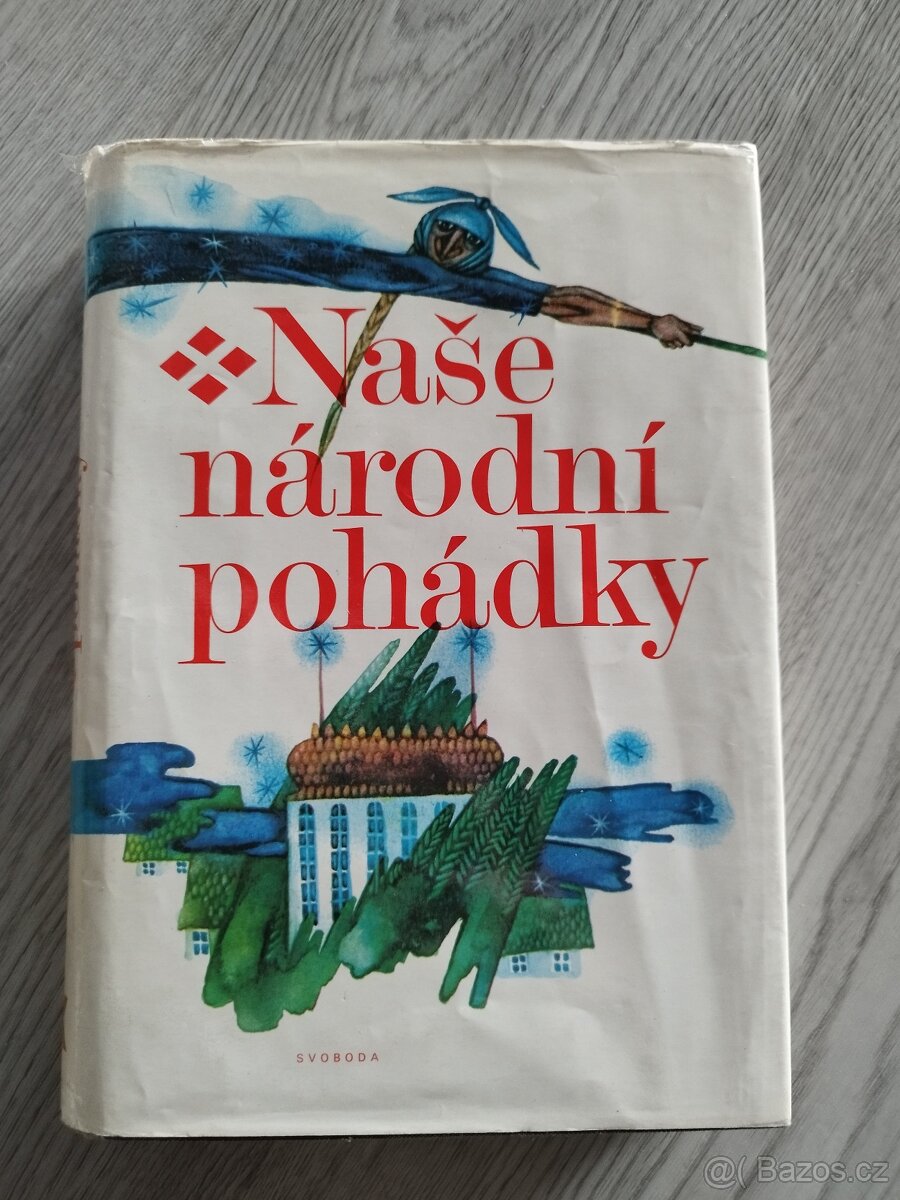 Naše
národní
pohádky
SVOBODA
@( Bazos.cz